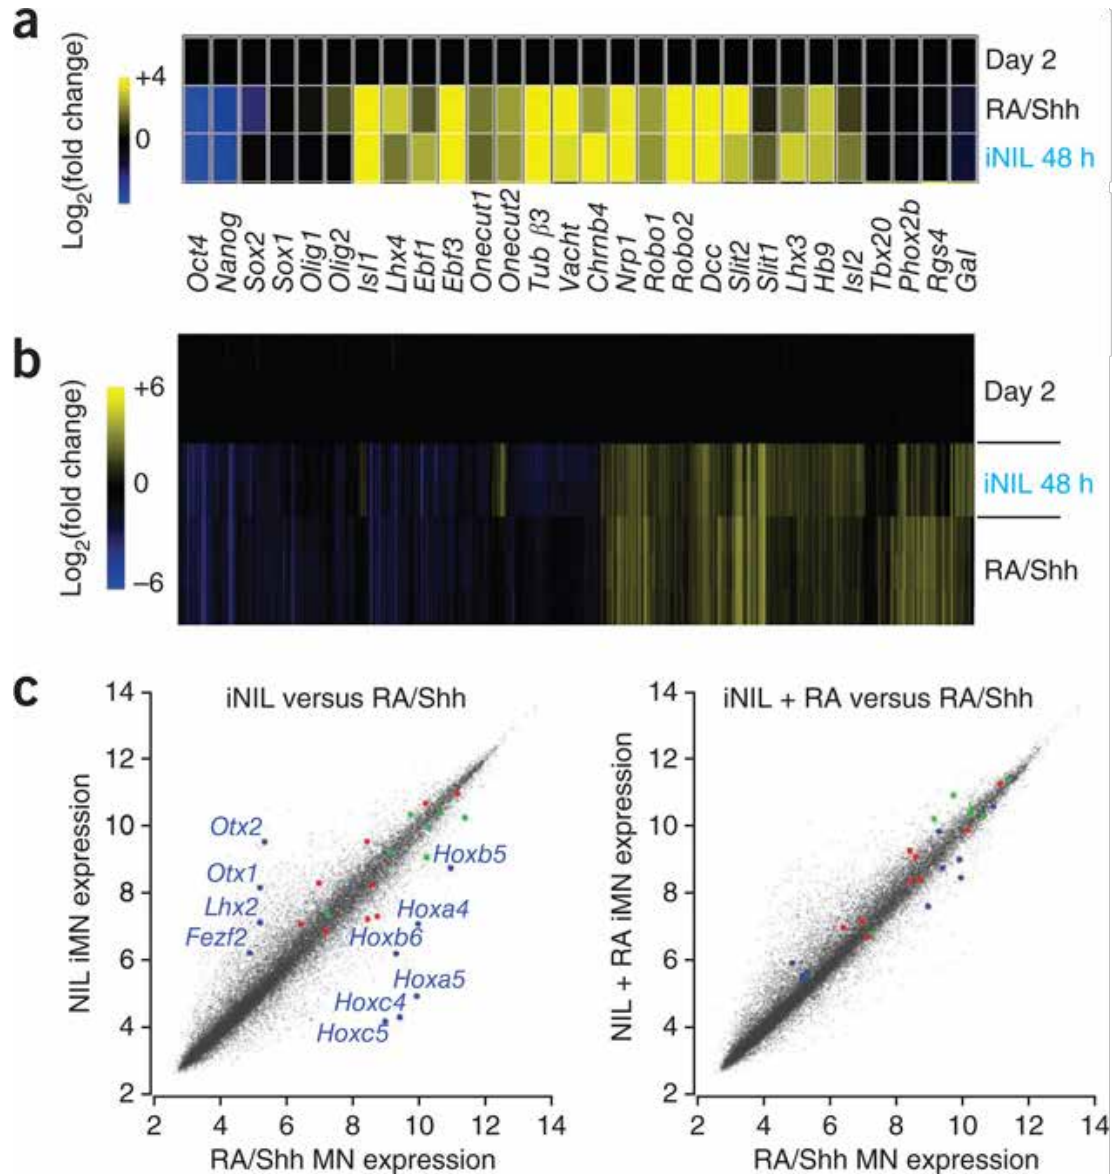 a
Log2(fold change)
+4
0
Day 2
RA/Shh
iNIL 48 h
Oct4
Nanog
Sox2
Sox1
Olig1
Olig2
Isl1
Lhx4
Ebf1
Ebf3
Onecut1
Onecut2
Tub β3
Vacht
Chrnb4
Nrp1
Robo1
Robo2
Dcc
Slit2
Slit1
Lhx3
Hb9
Isl2
Tbx20
Phox2b
Rgs4
Gal
b
Log2(fold change)
+6
0
–6
Day 2
iNIL 48 h
RA/Shh
c
iNIL versus RA/Shh
NIL iMN expression
14
12
10
8
6
4
2
Otx2
Otx1
Lhx2
Fezf2
Hoxb5
Hoxa4
Hoxb6
Hoxa5
Hoxc4
Hoxc5
2 4 6 8 10 12 14
RA/Shh MN expression
iNIL + RA versus RA/Shh
NIL + RA iMN expression
14
12
10
8
6
4
2
2 4 6 8 10 12 14
RA/Shh MN expression